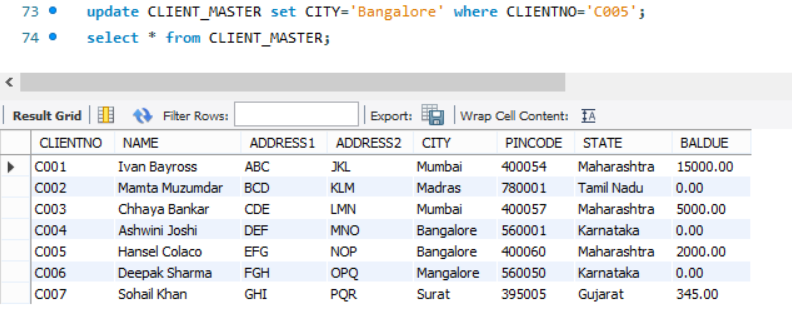 73 update CLIENT_MASTER set CITY='Bangalore' where CLIENTNO='C005';
74 select * from CLIENT_MASTER;
Result Grid Filter Rows: Export: Wrap Cell Content: IA
CLIENTNO NAME ADDRESS1 ADDRESS2 CITY PINCODE STATE BALDUE
C001 Ivan Bayross ABC JKL Mumbai 400054 Maharashtra 15000.00
C002 Mamta Muzumdar BCD KLM Madras 780001 Tamil Nadu 0.00
C003 Chhaya Bankar CDE LMN Mumbai 400057 Maharashtra 5000.00
C004 Ashwini Joshi DEF MNO Bangalore 560001 Karnataka 0.00
C005 Hansel Colaco EFG NOP Bangalore 400060 Maharashtra 2000.00
C006 Deepak Sharma FGH OPQ Mangalore 560050 Karnataka 0.00
C007 Sohail Khan GHI PQR Surat 395005 Gujarat 345.00